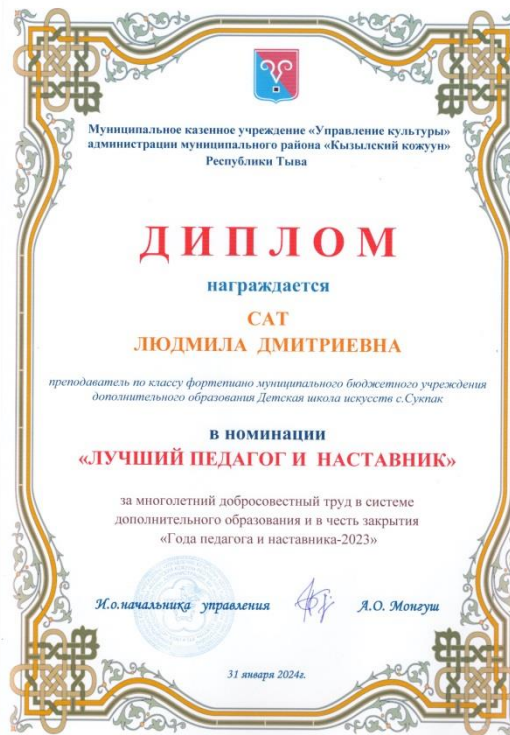 Муниципальное казенное учреждение «Управление культуры»
администрации муниципального района «Кызылский кожуун»
Республики Тыва
ДИПЛОМ
награждается
САТ
ЛЮДМИЛА ДМИТРИЕВНА
преподаватель по классу фортепиано муниципального бюджетного учреждения
дополнительного образования Детская школа искусств с.Сукпак
в номинации
«ЛУЧШИЙ ПЕДАГОГ И НАСТАВНИК»
за многолетний добросовестный труд в системе
дополнительного образования и в честь закрытия
«Года педагога и наставника-2023»
И.о.начальника управления А.О. Монгуш
31 января 2024г.